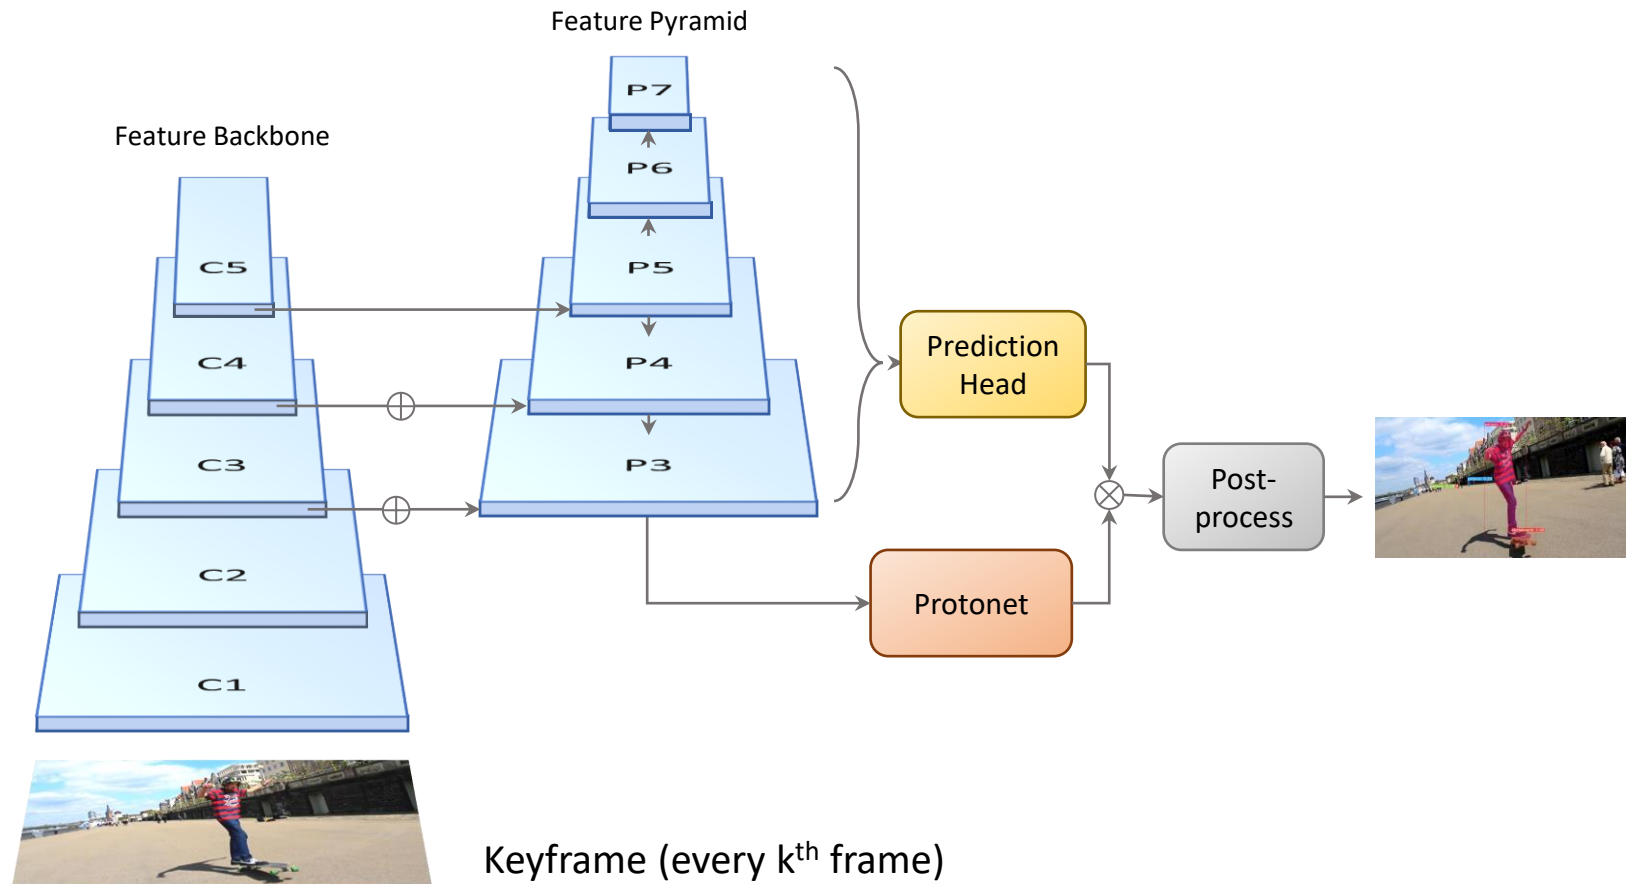 Feature Pyramid
P7
Feature Backbone
P6
C5
P5
C4
P4
Prediction
Head
C3
P3
Post-
process
C2
Protonet
C1
Keyframe (every kth frame)